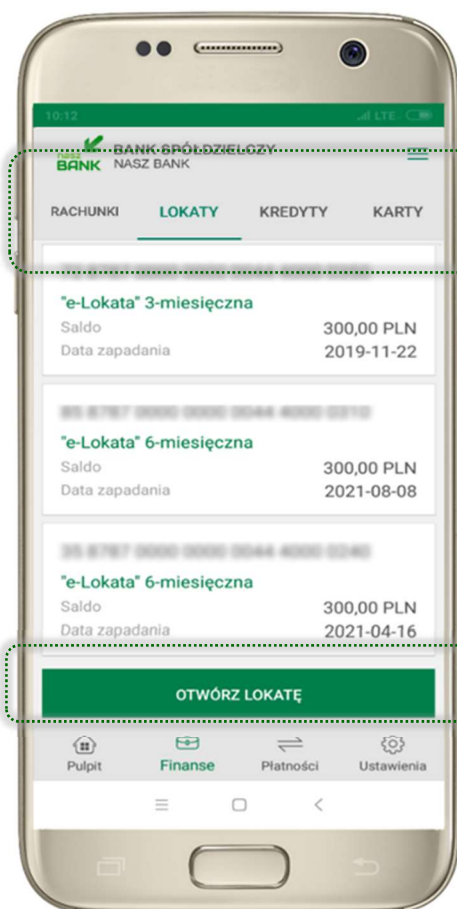 10:12 LTE
nasz BANK
BANK SPÓŁDZIELCZY
NASZ BANK
RACHUNKI LOKATY KREDYTY KARTY
"e-Lokata" 3-miesięczna
Saldo 300,00 PLN
Data zapadania 2019-11-22
"e-Lokata" 6-miesięczna
Saldo 300,00 PLN
Data zapadania 2021-08-08
"e-Lokata" 6-miesięczna
Saldo 300,00 PLN
Data zapadania 2021-04-16
OTWÓRZ LOKATĘ
Pulpit Finanse Płatności Ustawienia